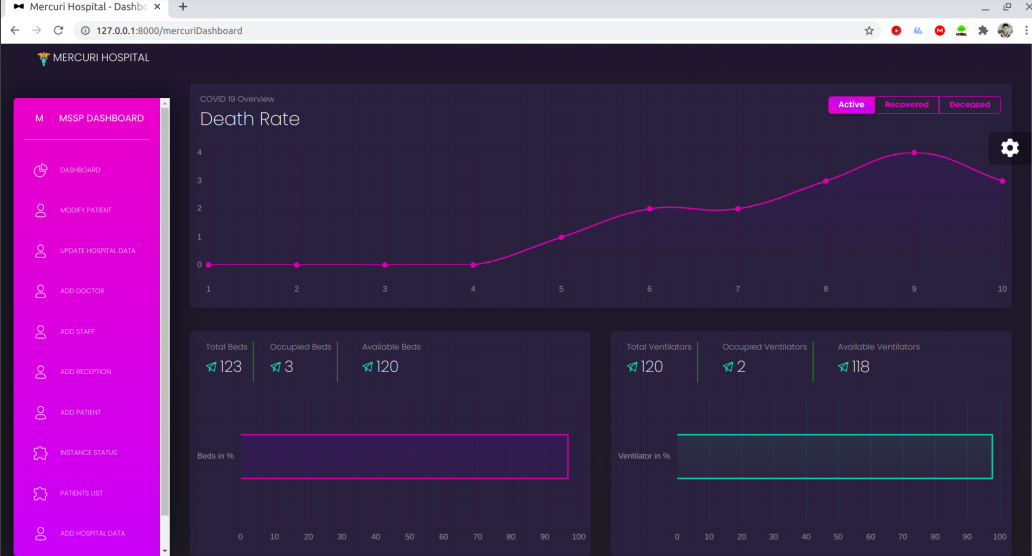 Mercuri Hospital - Dashbo
127.0.0.1:8000/mercuriDashboard
MERCURI HOSPITAL
M MSSP DASHBOARD
DASHBOARD
MODIFY PATIENT
UPDATE HOSPITAL DATA
ADD DOCTOR
ADD STAFF
ADD RECEPTION
ADD PATIENT
INSTANCE STATUS
PATIENTS LIST
ADD HOSPITAL DATA
COVID 19 Overview
Death Rate
Active Recovered Deceased
4
3
2
1
0
1 2 3 4 5 6 7 8 9 10
Total Beds Occupied Beds Available Beds
123 3 120
Beds in %
0 10 20 30 40 50 60 70 80 90 100
Total Ventilators Occupied Ventilators Available Ventilators
120 2 118
Ventilator in %
0 10 20 30 40 50 60 70 80 90 100